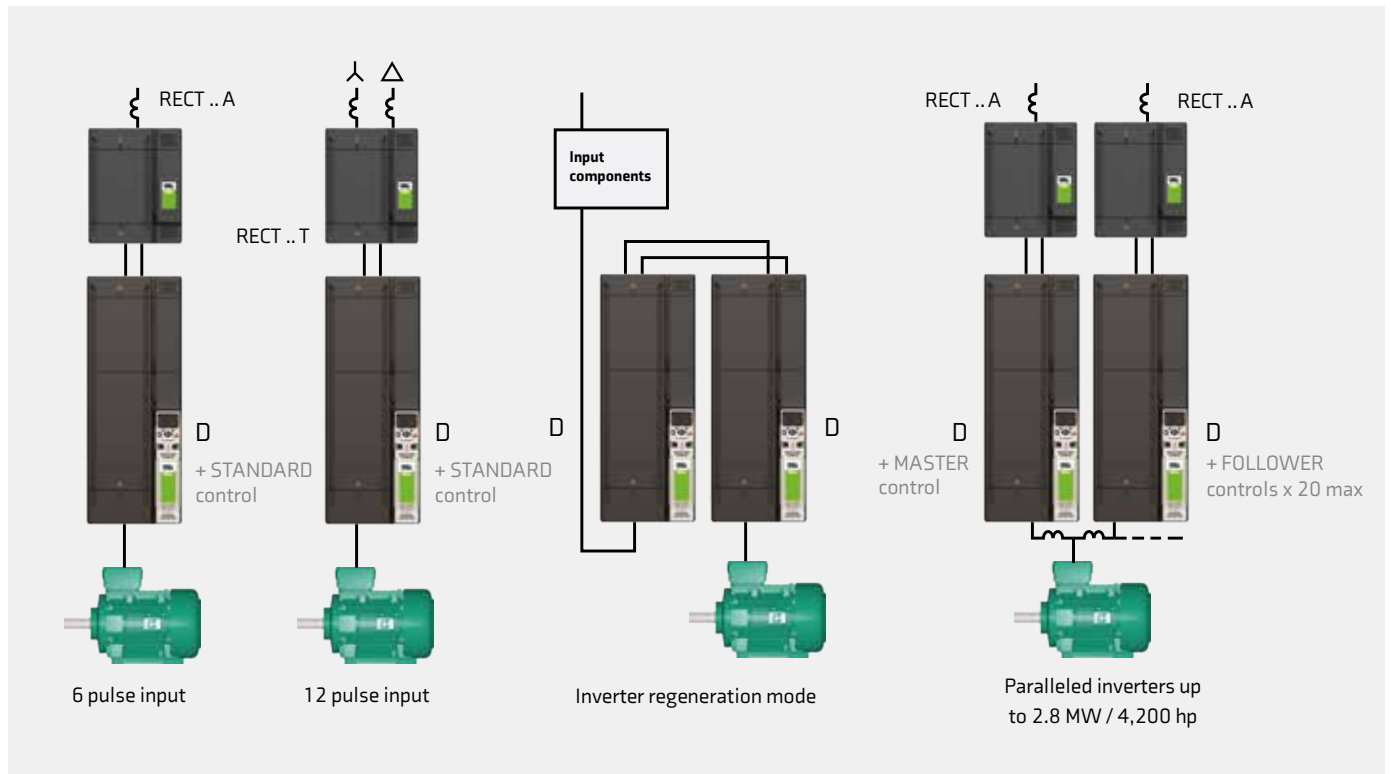 RECT .. A
RECT .. T
Input
components
RECT .. A
RECT .. A
D
+ STANDARD
control
D
+ STANDARD
control
D
D
D
+ MASTER
control
D
+ FOLLOWER
controls x 20 max
6 pulse input
12 pulse input
Inverter regeneration mode
Paralleled inverters up
to 2.8 MW / 4,200 hp